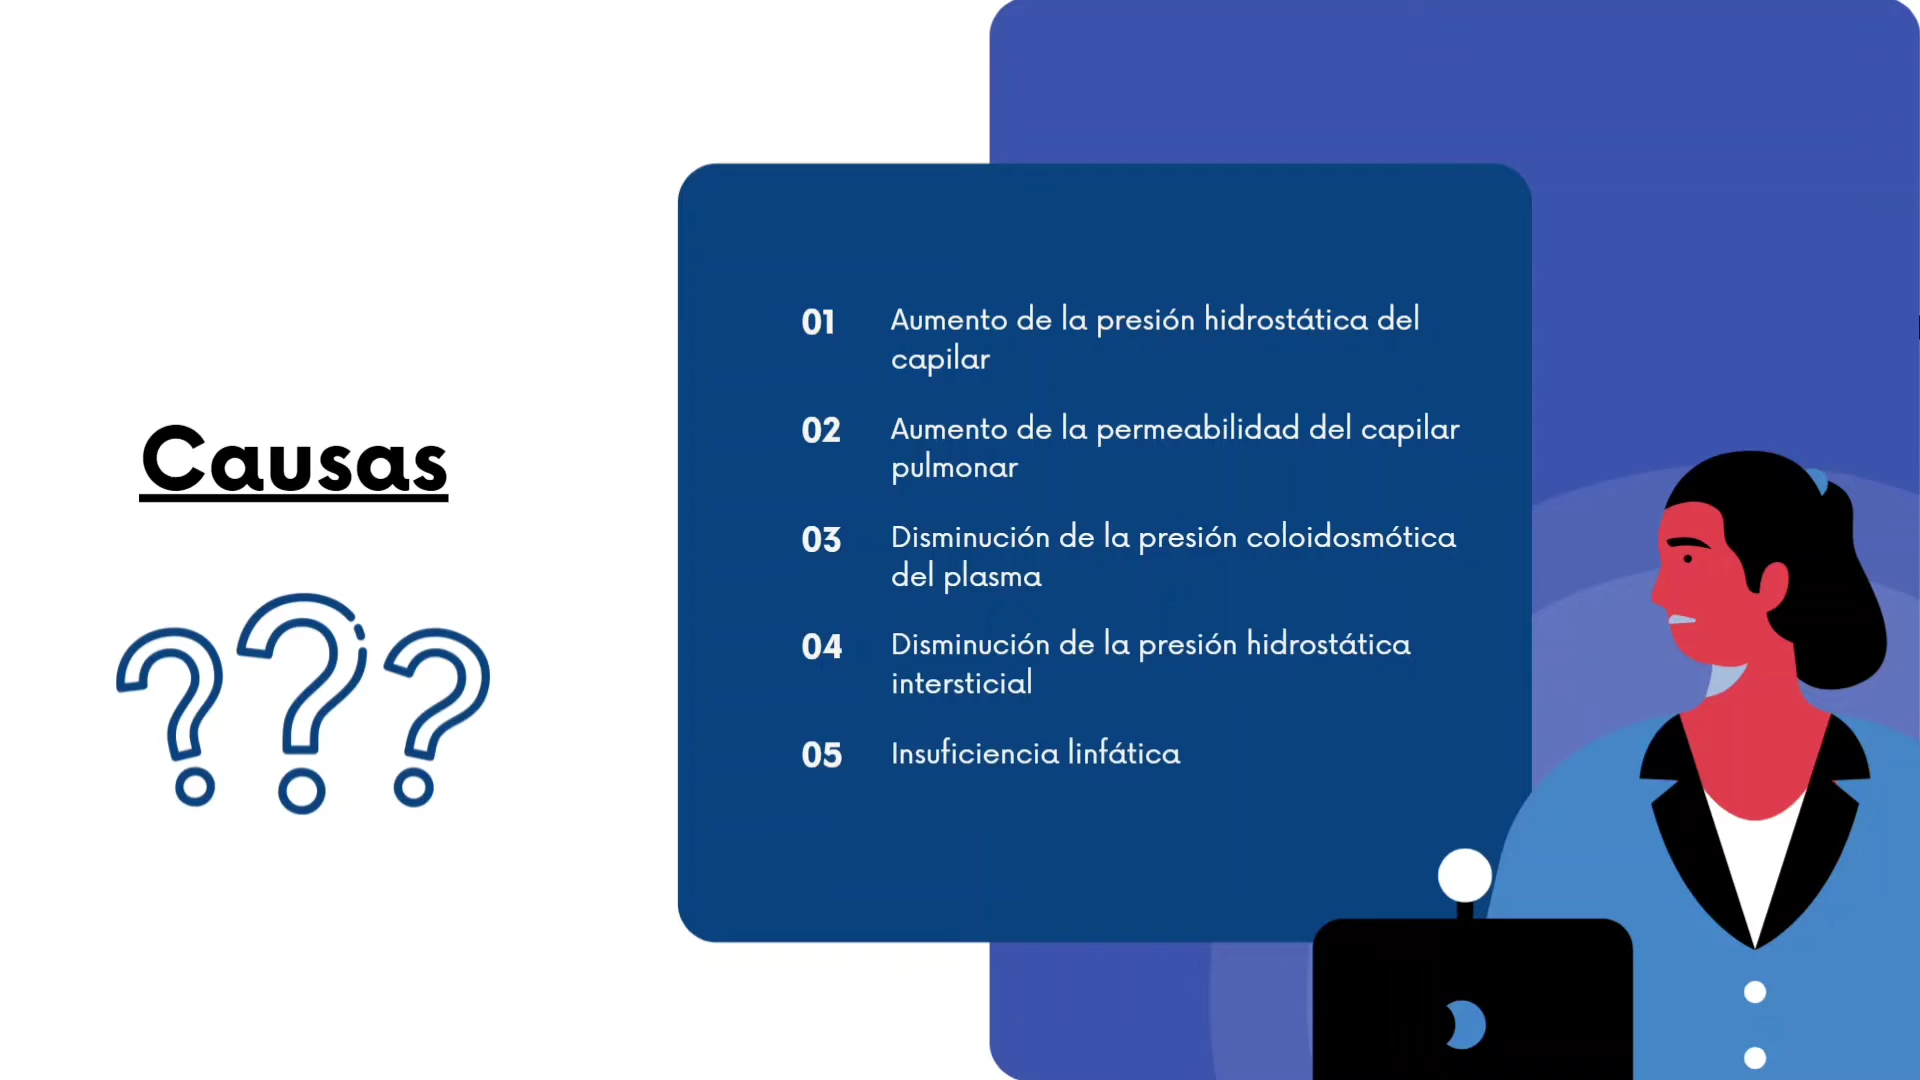 Causas
01 Aumento de la presión hidrostática del
capilar
02 Aumento de la permeabilidad del capilar
pulmonar
03 Disminución de la presión coloidosmótica
del plasma
04 Disminución de la presión hidrostática
intersticial
05 Insuficiencia linfática